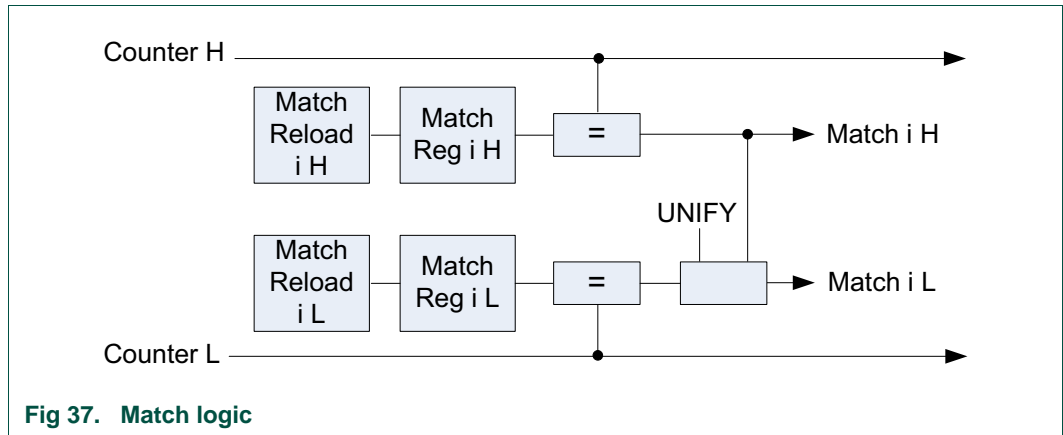 Counter H
Match
Reload
i H
Match
Reg i H
=
Match i H
UNIFY
Match
Reload
i L
Match
Reg i L
=
Match i L
Counter L
Fig 37. Match logic